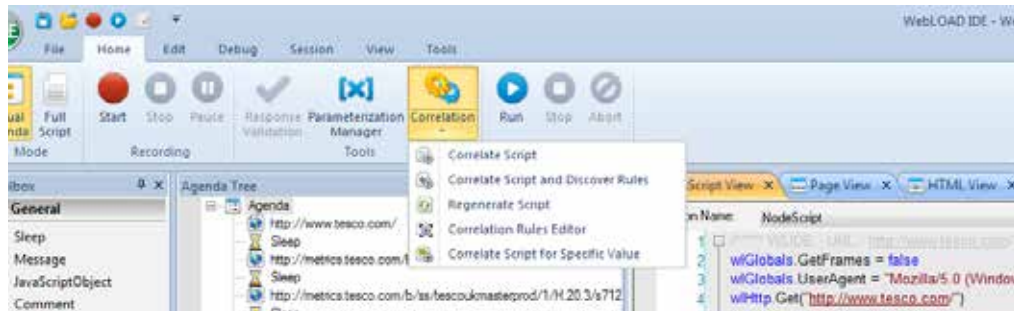 WebLOAD IDE - We
File Home Edit Debug Session View Tools
Full Script
Start Stop Pause
Response Validation
Parameterization Manager
Correlation
Run Stop Abort
Mode Recording Tools
Correlate Script
Correlate Script and Discover Rules
Regenerate Script
Correlation Rules Editor
Correlate Script for Specific Value
Agenda Tree
Script View Page View HTML View
General
Agenda
NodeScript
http://www.tesco.com/
Sleep
Sleep
Message
http://metrics.tesco.com/
wlGlobals.GetFrames = false
JavaScriptObject
Sleep
wlGlobals.UserAgent = "Mozilla/5.0 (Window
Comment
http://metrics.tesco.com/b/ss/tescoukmasterprod/1/H.20.3/s712
wlHttp.Get("http://www.tesco.com/")